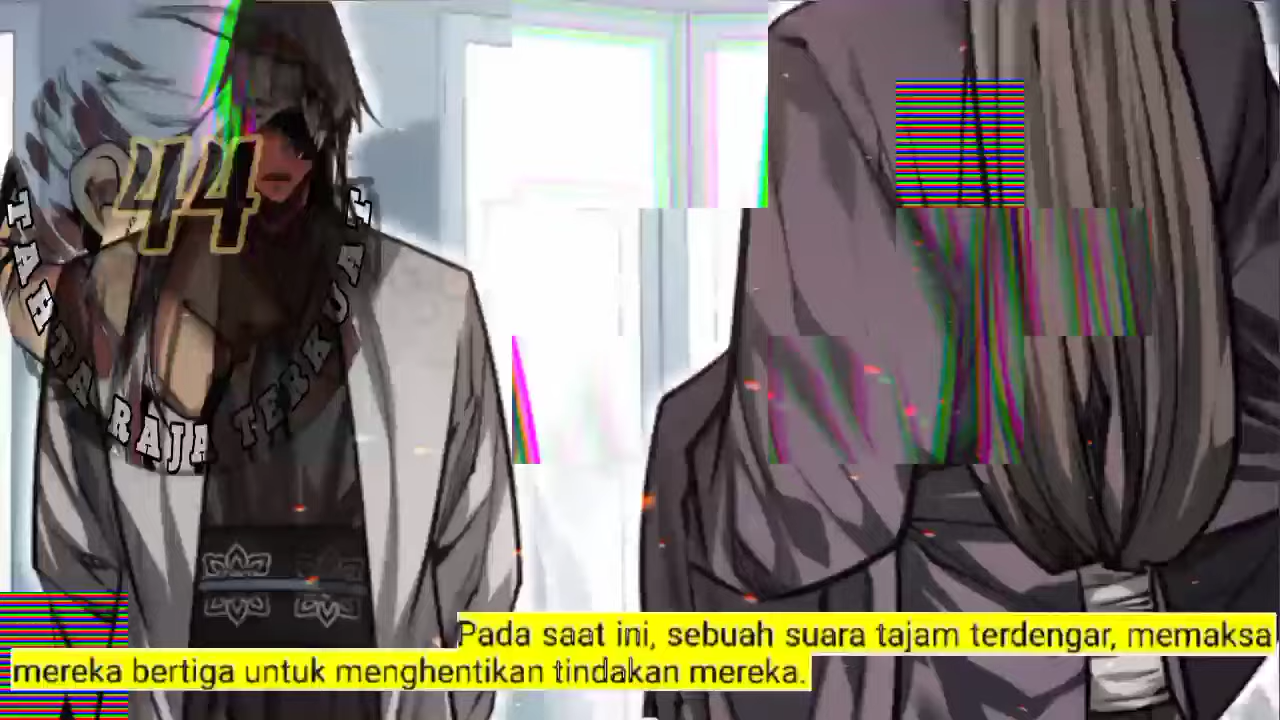 44
TAHTA RAJA TERKUAT
Pada saat ini, sebuah suara tajam terdengar, memaksa
mereka bertiga untuk menghentikan tindakan mereka.